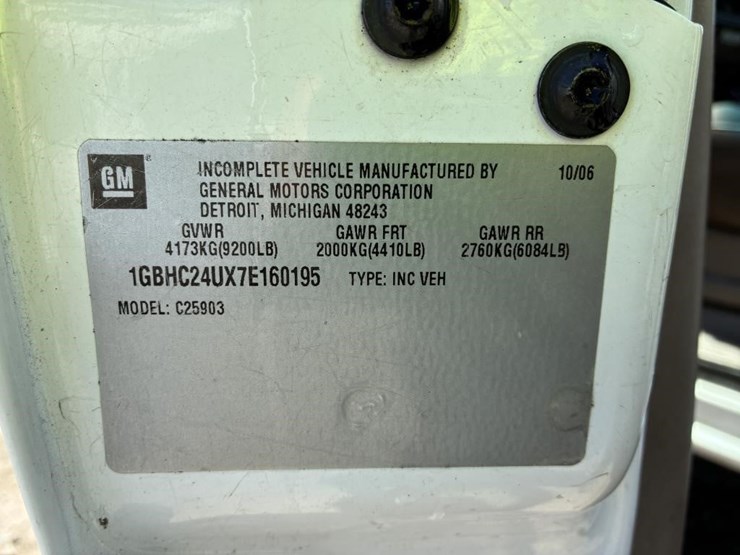 GM ® INCOMPLETE VEHICLE MANUFACTURED BY 10/06
GENERAL MOTORS CORPORATION
DETROIT, MICHIGAN 48243
GVWR GAWR FRT GAWR RR
4173KG(9200LB) 2000KG(4410LB) 2760KG(6084LB)
1GBHC24UX7E160195 TYPE: INC VEH
MODEL: C25903